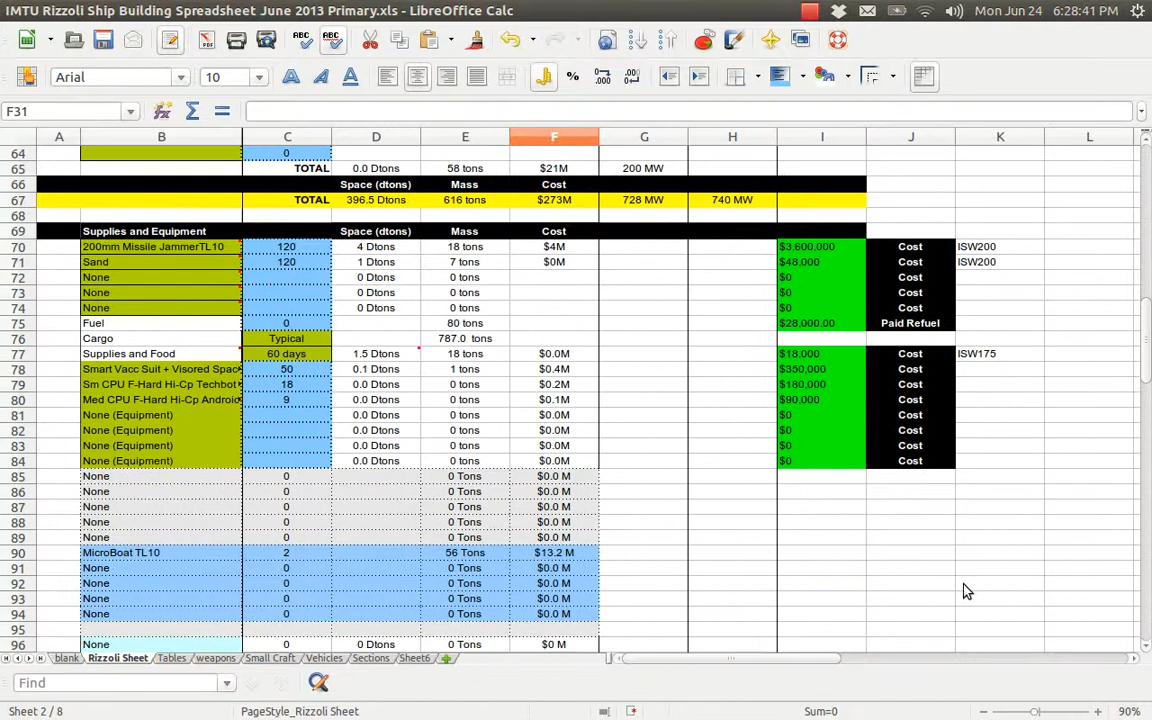 IMTU Rizzoli Ship Building Spreadsheet June 2013 Primary.xls - LibreOffice Calc Mon Jun 24 6:28:41 PM
Arial 10
F31
A B C D E F G H I J K L
64 0
65 TOTAL 0.0 Dtons 58 tons $21M 200 MW
66 Space (dtons) Mass Cost
67 TOTAL 396.5 Dtons 616 tons $273M 728 MW 740 MW
68
69 Supplies and Equipment Space (dtons) Mass Cost
70 200mm Missile JammerTL10 120 4 Dtons 18 tons $4M $3,600,000 Cost ISW200
71 Sand 120 1 Dtons 7 tons $0M $48,000 Cost ISW200
72 None 0 Dtons 0 tons $0 Cost
73 None 0 Dtons 0 tons $0 Cost
74 None 0 Dtons 0 tons $0 Cost
75 Fuel 0 80 tons $28,000.00 Paid Refuel
76 Cargo Typical 787.0 tons
77 Supplies and Food 60 days 1.5 Dtons 18 tons $0.0M $18,000 Cost ISW175
78 Smart Vacc Suit + Visored Spac 50 0.1 Dtons 1 tons $0.4M $350,000 Cost
79 Sm CPU F-Hard Hi-Cp Techbot 18 0.0 Dtons 0 tons $0.2M $180,000 Cost
80 Med CPU F-Hard Hi-Cp Android 9 0.0 Dtons 0 tons $0.1M $90,000 Cost
81 None (Equipment) 0.0 Dtons 0 tons $0.0M $0 Cost
82 None (Equipment) 0.0 Dtons 0 tons $0.0M $0 Cost
83 None (Equipment) 0.0 Dtons 0 tons $0.0M $0 Cost
84 None (Equipment) 0.0 Dtons 0 tons $0.0M $0 Cost
85 None 0 0 Tons $0.0 M
86 None 0 0 Tons $0.0 M
87 None 0 0 Tons $0.0 M
88 None 0 0 Tons $0.0 M
89 None 0 0 Tons $0.0 M
90 MicroBoat TL10 2 56 Tons $13.2 M
91 None 0 0 Tons $0.0 M
92 None 0 0 Tons $0.0 M
93 None 0 0 Tons $0.0 M
94 None 0 0 Tons $0.0 M
95
96 None 0 0 Dtons 0 Tons $0 M
blank Rizzoli Sheet Tables weapons Small Craft Vehicles Sections Sheet6
Find
Sheet 2 / 8 PageStyle_Rizzoli Sheet Sum=0 90%